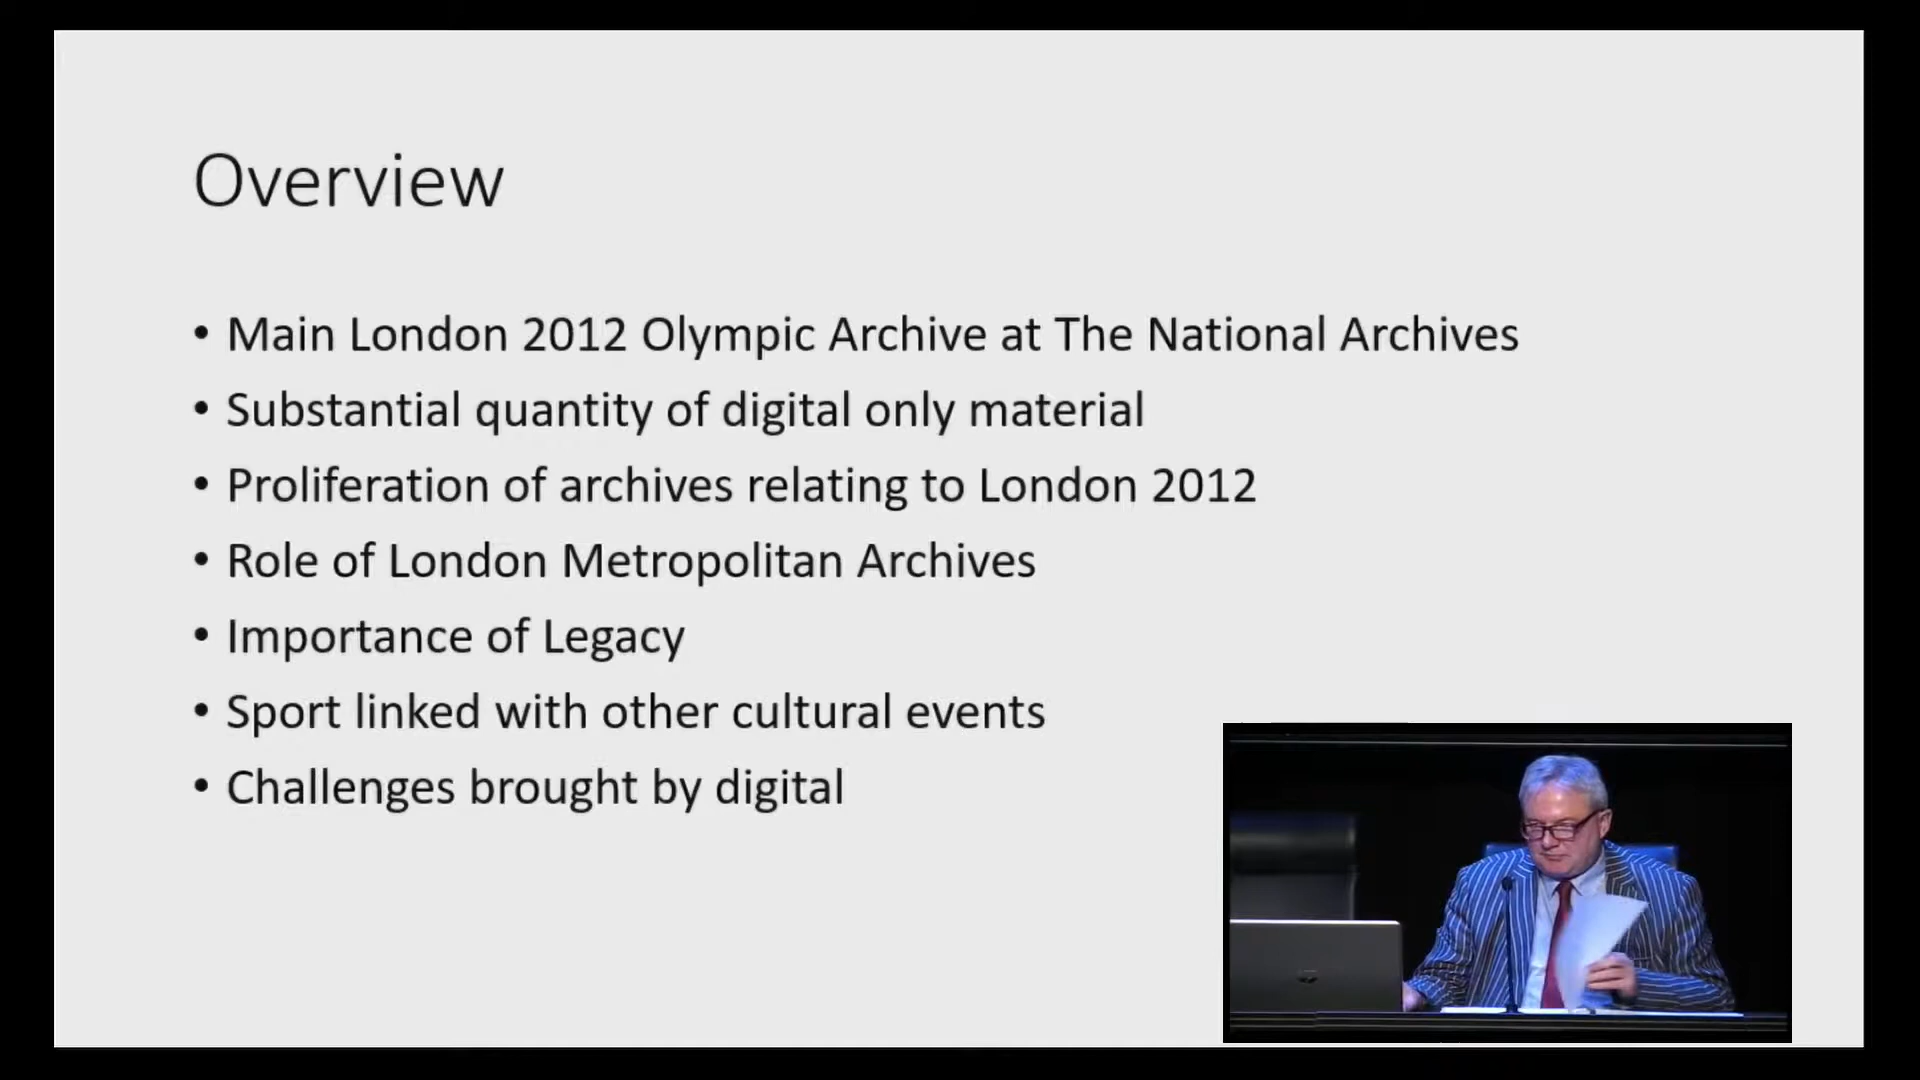 Overview
• Main London 2012 Olympic Archive at The National Archives
• Substantial quantity of digital only material
• Proliferation of archives relating to London 2012
• Role of London Metropolitan Archives
• Importance of Legacy
• Sport linked with other cultural events
• Challenges brought by digital